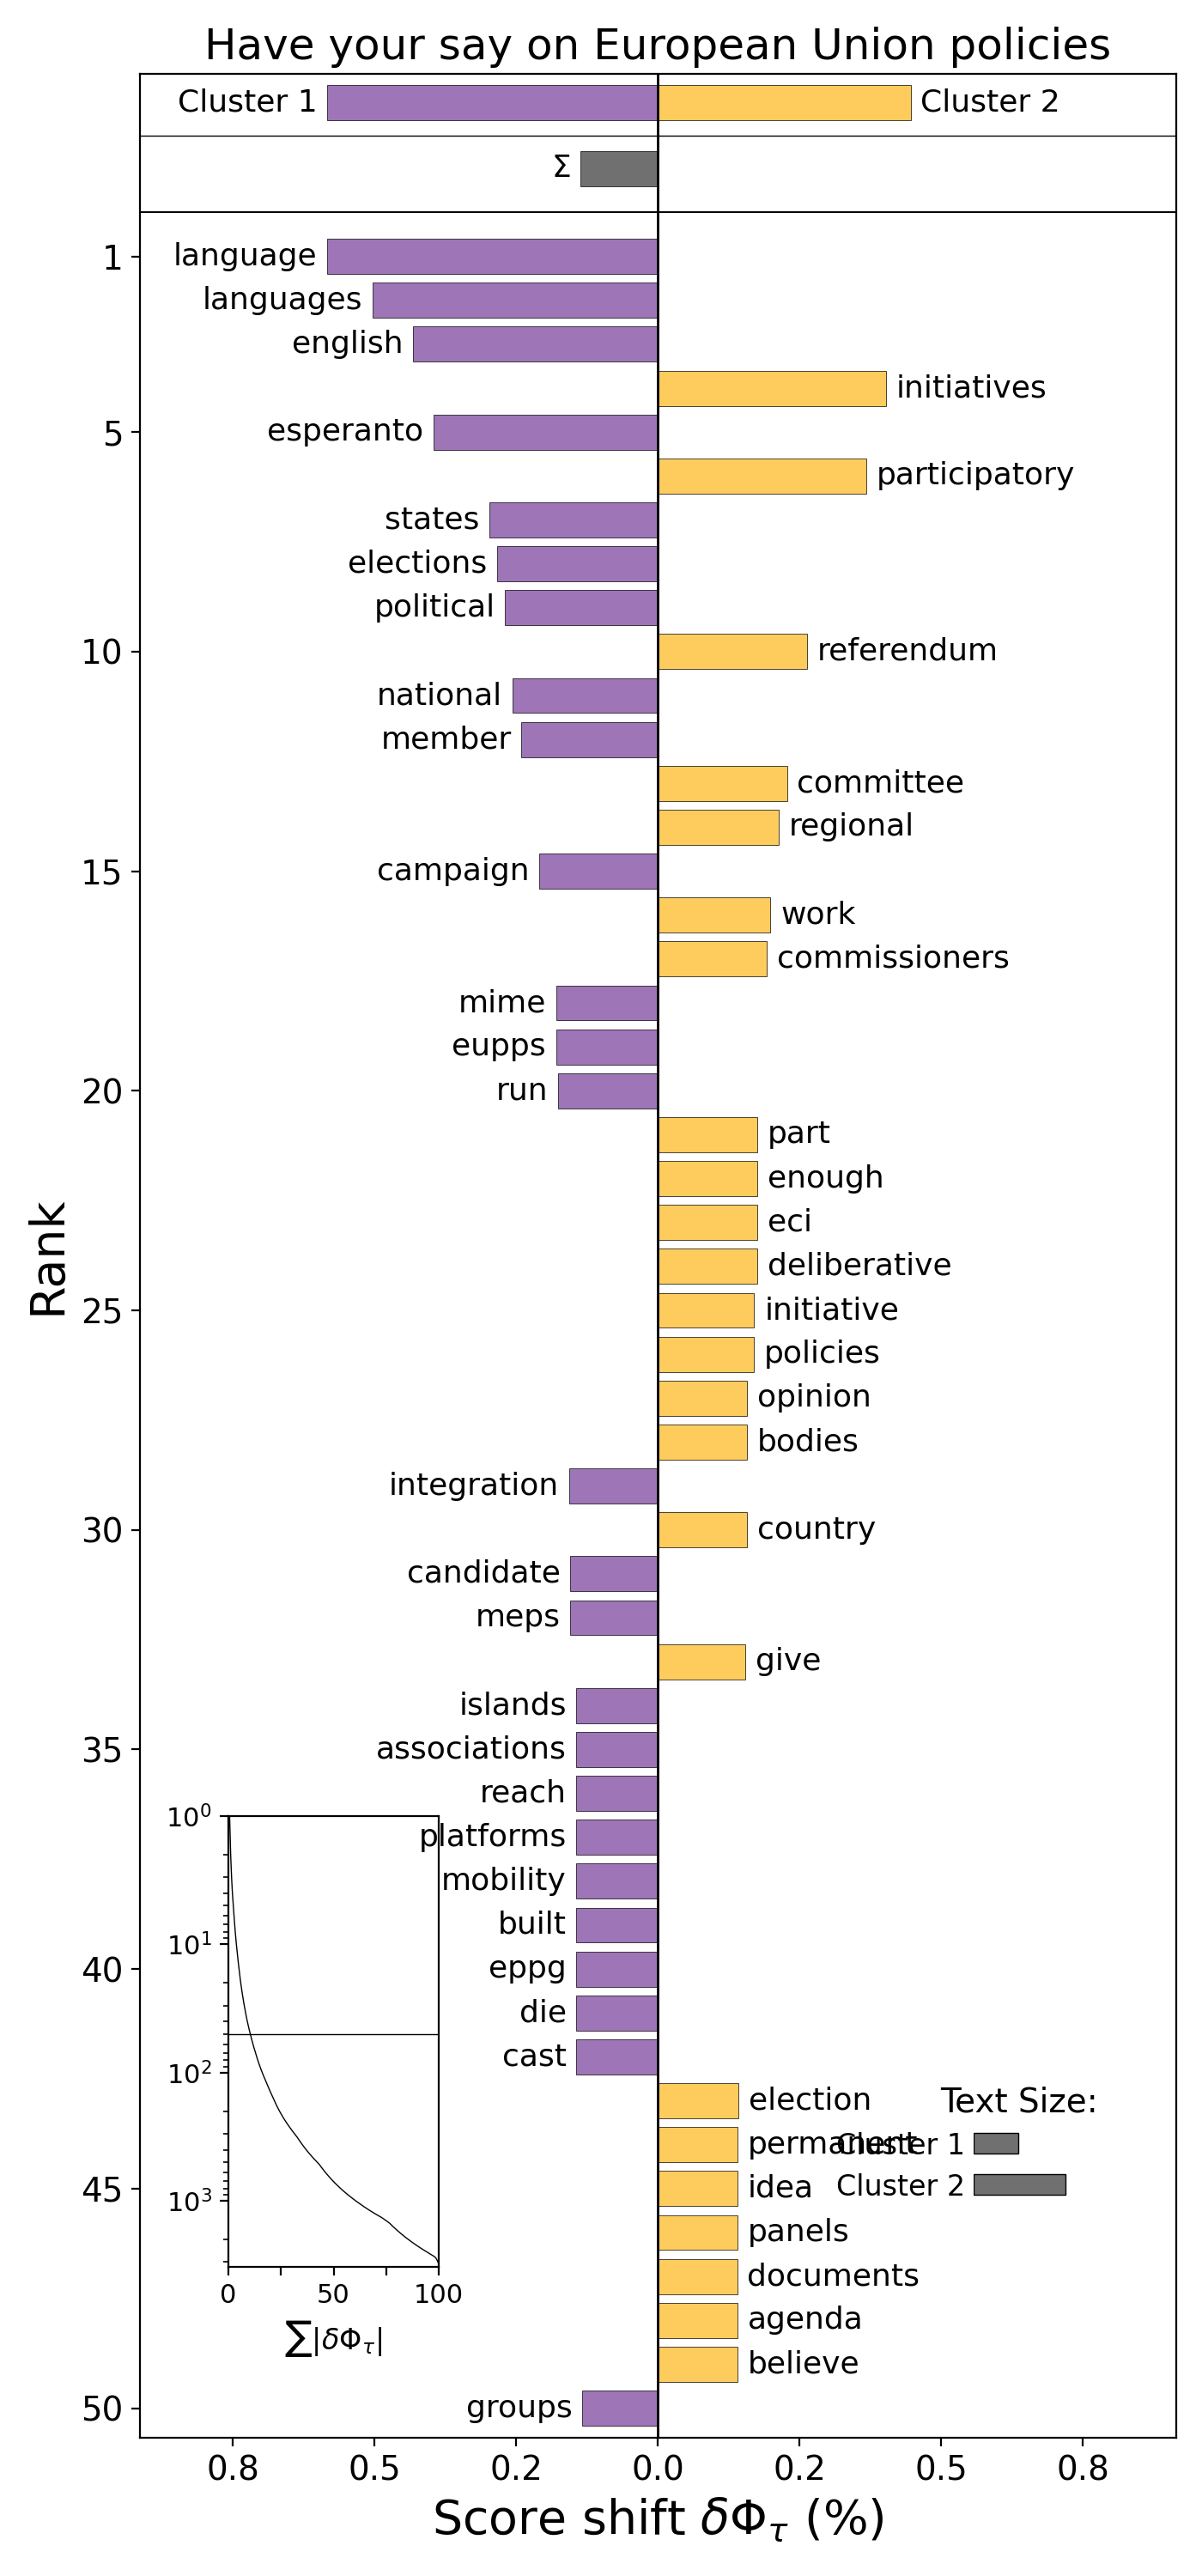 Have your say on European Union policies
Cluster 1
Cluster 2
Σ
1
language
languages
english
initiatives
5
esperanto
participatory
states
elections
political
10
referendum
national
member
committee
regional
15
campaign
work
commissioners
mime
eupps
20
run
part
enough
eci
deliberative
25
initiative
policies
opinion
bodies
integration
30
country
candidate
meps
give
islands
35
associations
reach
platforms
mobility
built
40
eppg
die
cast
election
permanent
45
idea
panels
documents
agenda
believe
50
groups
Rank
10⁰
10¹
10²
10³
0 50 100
∑|δΦτ|
Text Size:
Cluster 1
Cluster 2
0.8 0.5 0.2 0.0 0.2 0.5 0.8
Score shift δΦτ (%)